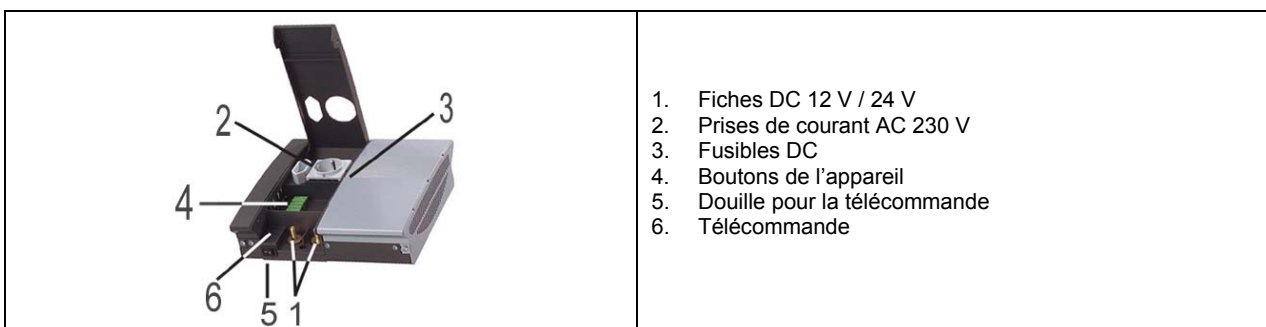 2
3
4
6
5 1
1. Fiches DC 12 V / 24 V
2. Prises de courant AC 230 V
3. Fusibles DC
4. Boutons de l’appareil
5. Douille pour la télécommande
6. Télécommande